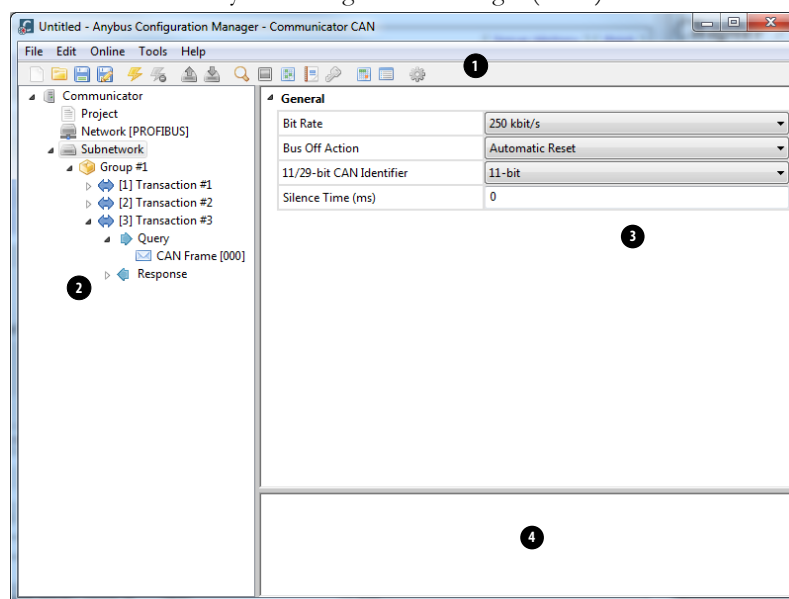 Untitled - Anybus Configuration Manager - Communicator CAN
File Edit Online Tools Help
1
Communicator
Project
Network [PROFIBUS]
Subnetwork
Group #1
[1] Transaction #1
[2] Transaction #2
[3] Transaction #3
Query
CAN Frame [000]
Response
2
General
Bit Rate 250 kbit/s
Bus Off Action Automatic Reset
11/29-bit CAN Identifier 11-bit
Silence Time (ms) 0
3
4